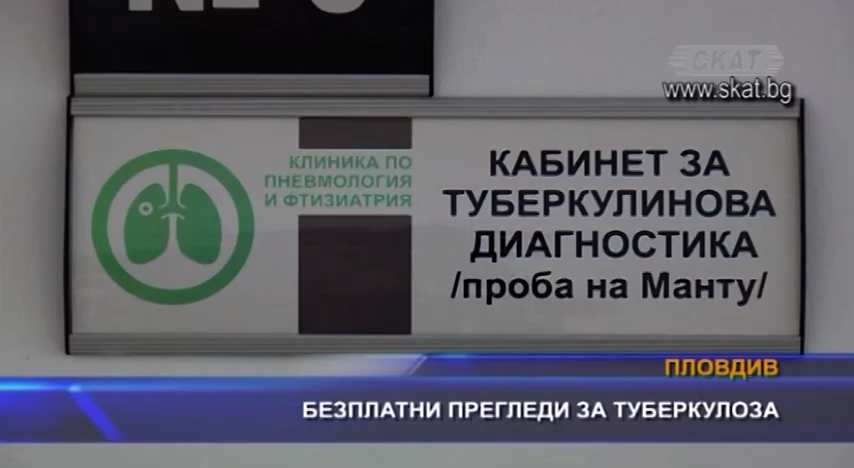 СКАТ
www.skat.bg
КЛИНИКА ПО
ПНЕВМОЛОГИЯ
И ФТИЗИАТРИЯ
КАБИНЕТ ЗА
ТУБЕРКУЛИНОВА
ДИАГНОСТИКА
/проба на Манту/
ПЛОВДИВ
БЕЗПЛАТНИ ПРЕГЛЕДИ ЗА ТУБЕРКУЛОЗА